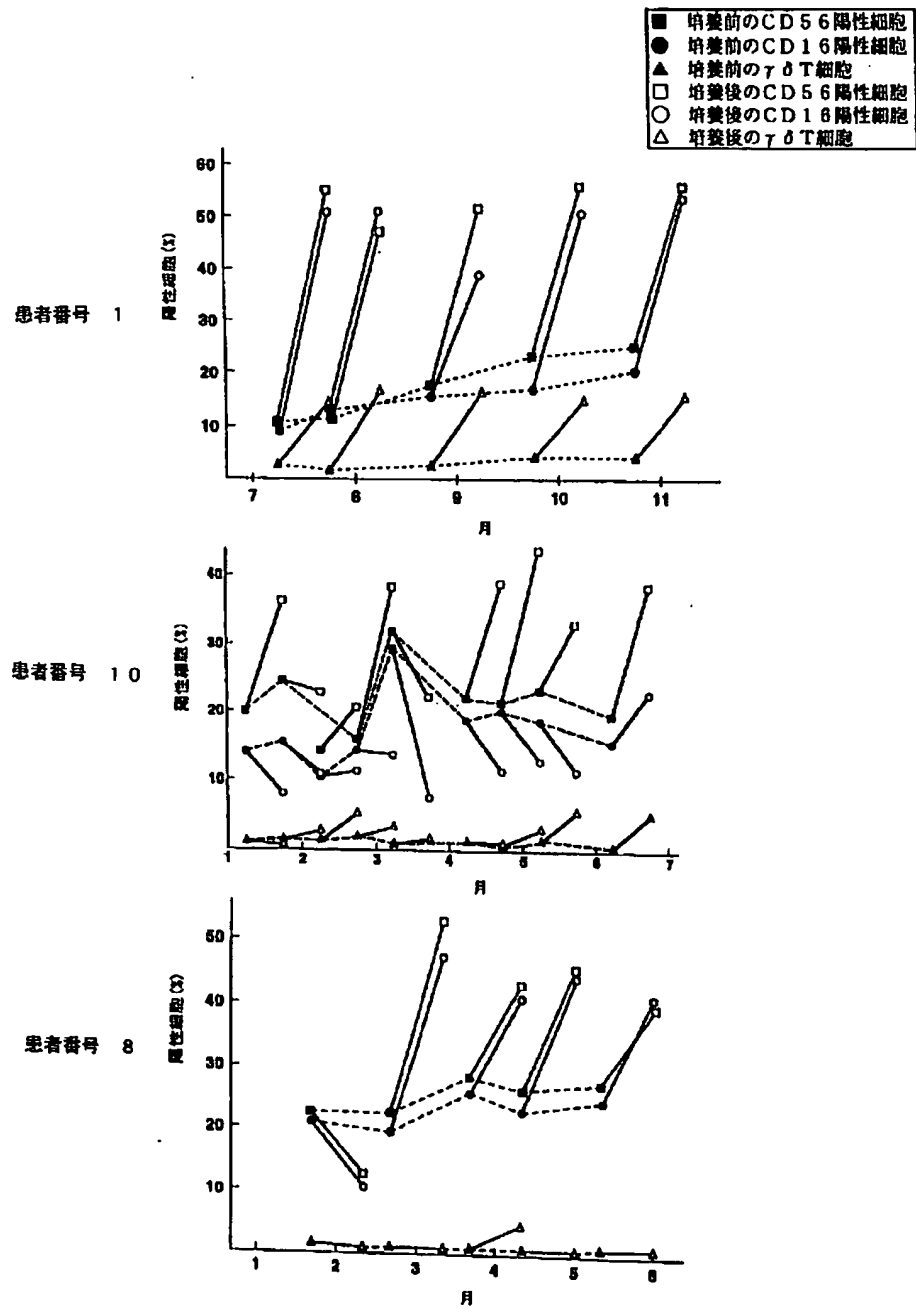 ■ 培養前のCD56陽性細胞
● 培養前のCD16陽性細胞
▲ 培養前のγδT細胞
□ 培養後のCD56陽性細胞
○ 培養後のCD16陽性細胞
△ 培養後のγδT細胞
患者番号 1
陽性細胞(%)
60
50
40
30
20
10
7 8 9 10 11
月
患者番号 10
陽性細胞(%)
40
30
20
10
1 2 3 4 5 6 7
月
患者番号 8
陽性細胞(%)
50
40
30
20
10
1 2 3 4 5 6
月